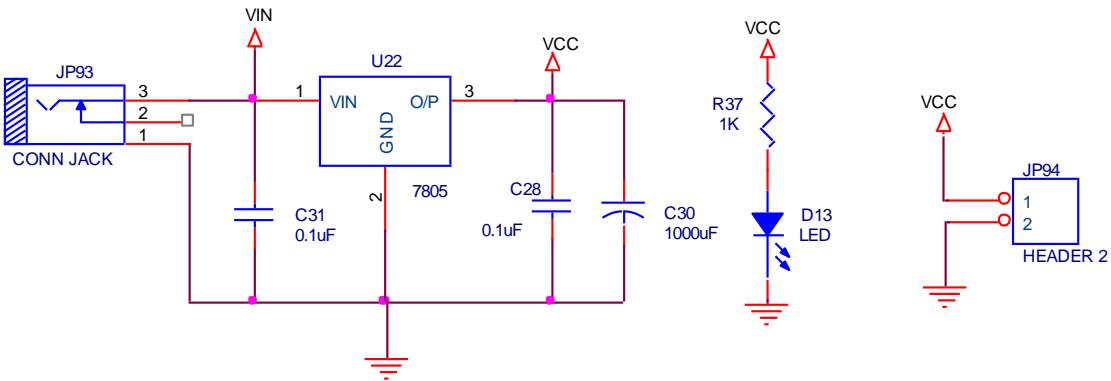 VIN
JP93
3
2
1
CONN JACK
U22
1
VIN
O/P
3
GND
2
7805
C31
0.1uF
VCC
C28
0.1uF
C30
1000uF
VCC
R37
1K
D13
LED
VCC
JP94
1
2
HEADER 2